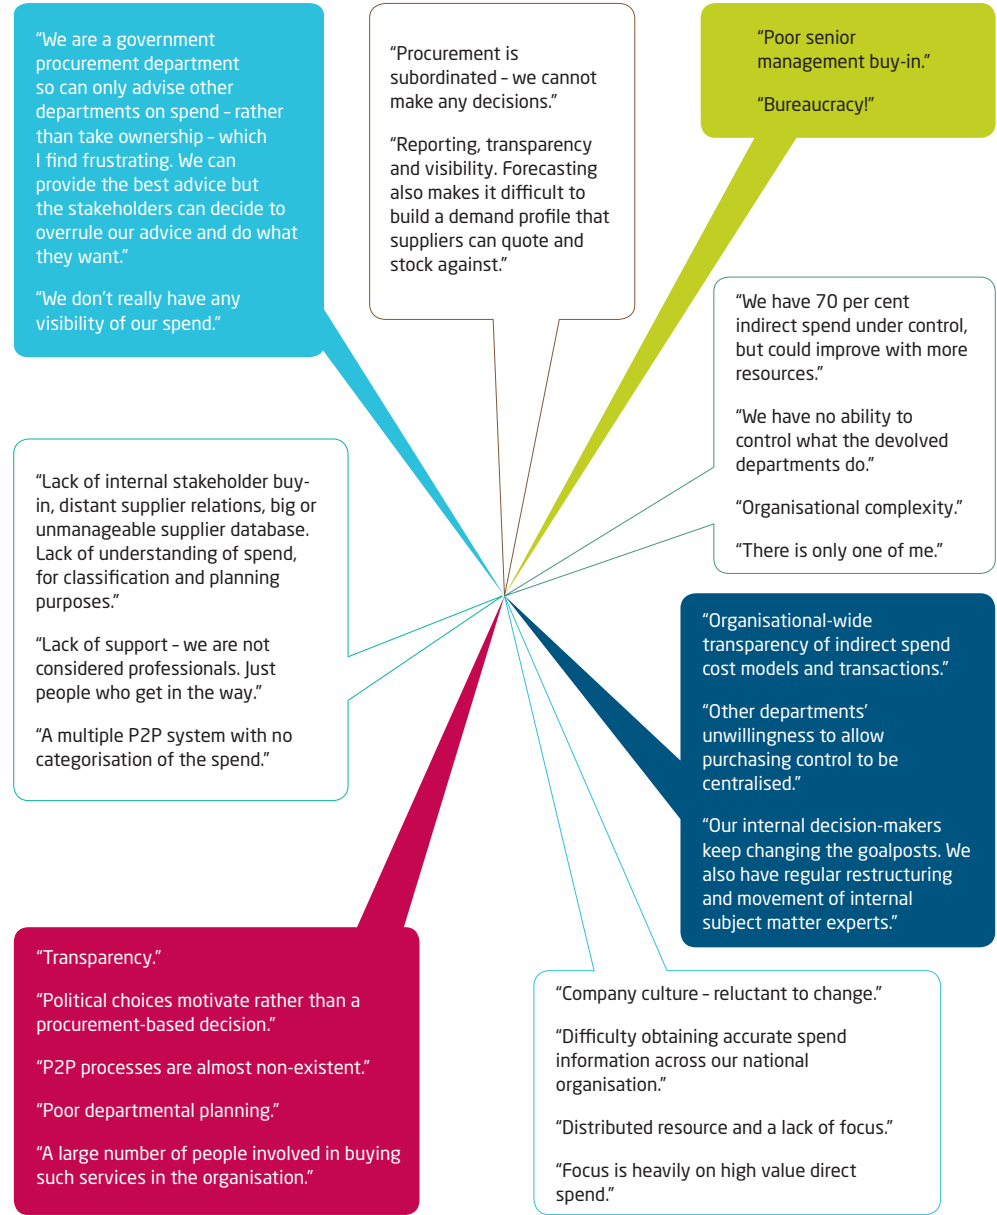 “We are a government
procurement department
so can only advise other
departments on spend – rather
than take ownership – which
I find frustrating. We can
provide the best advice but
the stakeholders can decide to
overrule our advice and do what
they want.”
“We don’t really have any
visibility of our spend.”
“Procurement is
subordinated – we cannot
make any decisions.”
“Reporting, transparency
and visibility. Forecasting
also makes it difficult to
build a demand profile that
suppliers can quote and
stock against.”
“Poor senior
management buy-in.”
“Bureaucracy!”
“We have 70 per cent
indirect spend under control,
but could improve with more
resources.”
“We have no ability to
control what the devolved
departments do.”
“Organisational complexity.”
“There is only one of me.”
“Lack of internal stakeholder buy-
in, distant supplier relations, big or
unmanageable supplier database.
Lack of understanding of spend,
for classification and planning
purposes.”
“Lack of support – we are not
considered professionals. Just
people who get in the way.”
“A multiple P2P system with no
categorisation of the spend.”
“Organisational-wide
transparency of indirect spend
cost models and transactions.”
“Other departments’
unwillingness to allow
purchasing control to be
centralised.”
“Our internal decision-makers
keep changing the goalposts. We
also have regular restructuring
and movement of internal
subject matter experts.”
“Transparency.”
“Political choices motivate rather than a
procurement-based decision.”
“P2P processes are almost non-existent.”
“Poor departmental planning.”
“A large number of people involved in buying
such services in the organisation.”
“Company culture – reluctant to change.”
“Difficulty obtaining accurate spend
information across our national
organisation.”
“Distributed resource and a lack of focus.”
“Focus is heavily on high value direct
spend.”